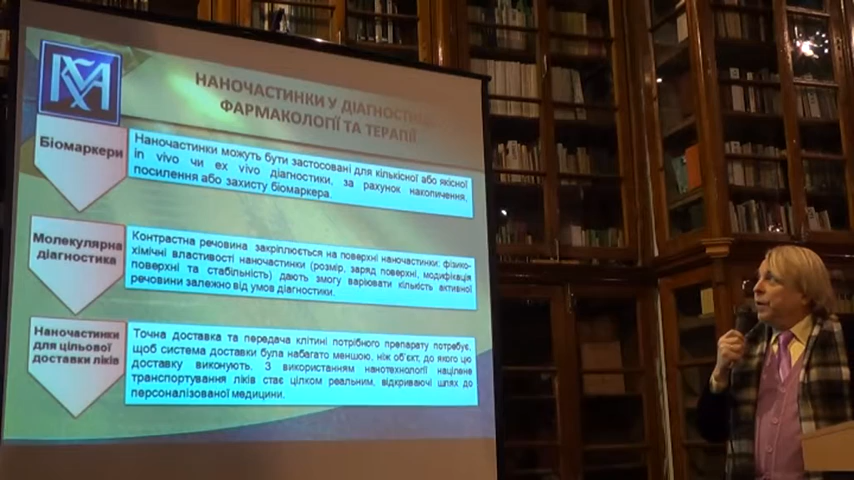 НАНОЧАСТИНКИ У ДІАГНОСТИЦІ,
ФАРМАКОЛОГІЇ ТА ТЕРАПІЇ
Біомаркери
Наночастинки можуть бути застосовані для кількісної або якісної
in vivo чи ex vivo діагностики, за рахунок накопичення,
посилення або захисту біомаркера.
Молекулярна
діагностика
Контрастна речовина закріплюється на поверхні наночастинки: фізико-
хімічні властивості наночастинки (розмір, заряд поверхні, модифікація
поверхні та стабільність) дають змогу варіювати кількість активної
речовини залежно від умов діагностики.
Наночастинки
для цільової
доставки ліків
Точна доставка та передача клітині потрібного препарату потребує,
щоб система доставки була набагато меншою, ніж об'єкт, до якого цю
доставку виконують. З використанням нанотехнології націлене
транспортування ліків стає цілком реальним, відкриваючі шлях до
персоналізованої медицини.